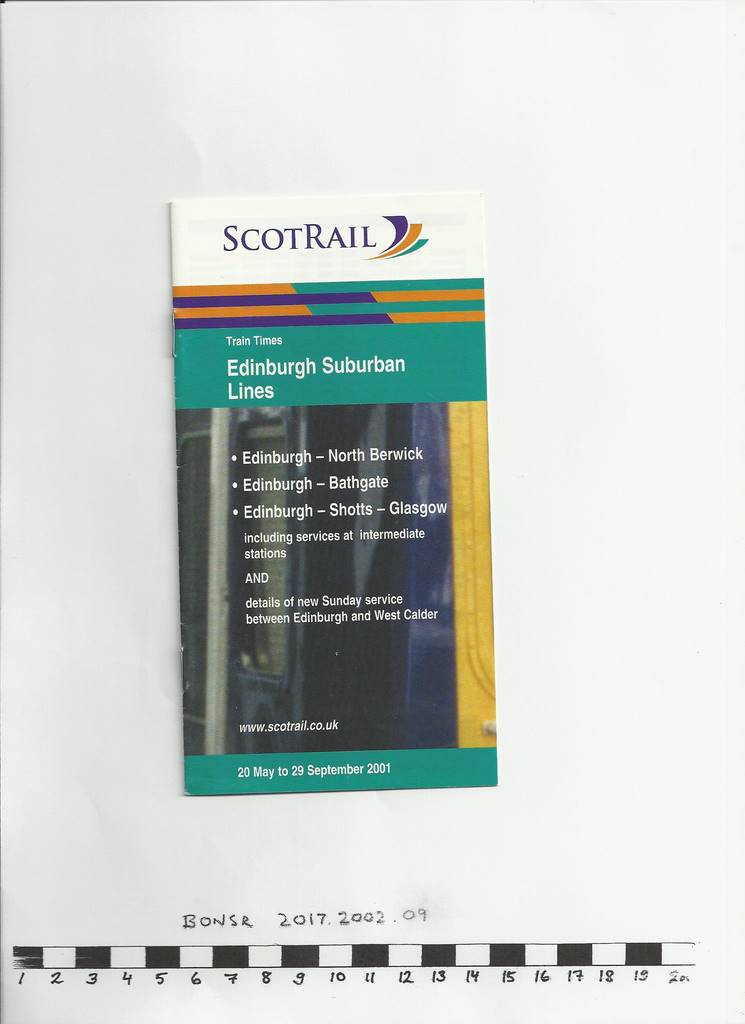 SCOTRAIL
Train Times
Edinburgh Suburban
Lines
• Edinburgh – North Berwick
• Edinburgh – Bathgate
• Edinburgh – Shotts – Glasgow
including services at intermediate
stations
AND
details of new Sunday service
between Edinburgh and West Calder
www.scotrail.co.uk
20 May to 29 September 2001
BONSR 2017.2002.09
1 2 3 4 5 6 7 8 9 10 11 12 13 14 15 16 17 18 19